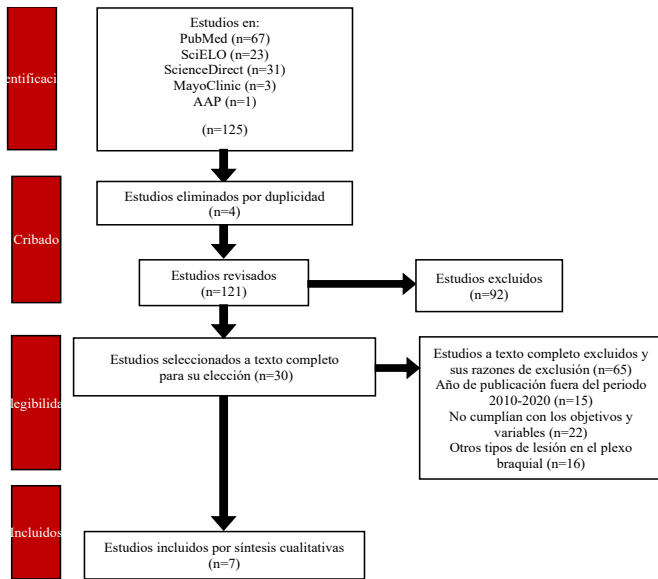 Estudios en:
PubMed (n=67)
SciELO (n=23)
ScienceDirect (n=31)
MayoClinic (n=3)
AAP (n=1)
(n=125)
entificaci
Estudios eliminados por duplicidad
(n=4)
Cribado
Estudios revisados
(n=121)
Estudios excluidos
(n=92)
Estudios seleccionados a texto completo
para su elección (n=30)
Estudios a texto completo excluidos y
sus razones de exclusión (n=65)
Año de publicación fuera del periodo
2010-2020 (n=15)
No cumplían con los objetivos y
variables (n=22)
Otros tipos de lesión en el plexo
braquial (n=16)
legibilida
Incluidos
Estudios incluidos por síntesis cualitativas
(n=7)